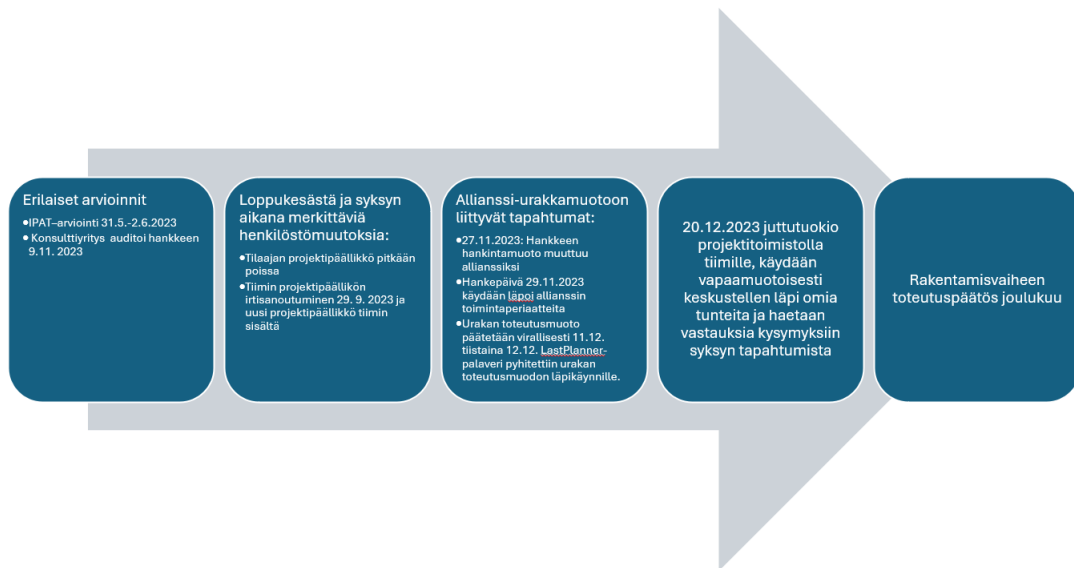 Erilaiset arvioinnit
•IPAT–arviointi 31.5.-2.6.2023
• Konsulttiyritys auditoi hankkeen
9.11. 2023
Loppukesästä ja syksyn
aikana merkittäviä
henkilöstömuutoksia:
•Tilaajan projektipäällikkö pitkään
poissa
•Tiimin projektipäällikön
irtisanoutuminen 29. 9. 2023 ja
uusi projektipäällikkö tiimin
sisältä
Allianssi-urakkamuotoon
liittyvät tapahtumat:
•27.11.2023: Hankkeen
hankintamuoto muuttuu
allianssiksi
•Hankepäivä 29.11.2023
käydään läpoi allianssin
toimintaperiaatteita
•Urakan toteutusmuoto
päätetään virallisesti 11.12.
tiistaina 12.12. LastPlanner-
palaveri pyhitettiin urakan
toteutusmuodon läpikäynnille.
20.12.2023 juttutuokio
projektitoimistolla
tiimille, käydään
vapaamuotoisesti
keskustellen läpi omia
tunteita ja haetaan
vastauksia kysymyksiin
syksyn tapahtumista
Rakentamisvaiheen
toteutuspäätös joulukuu